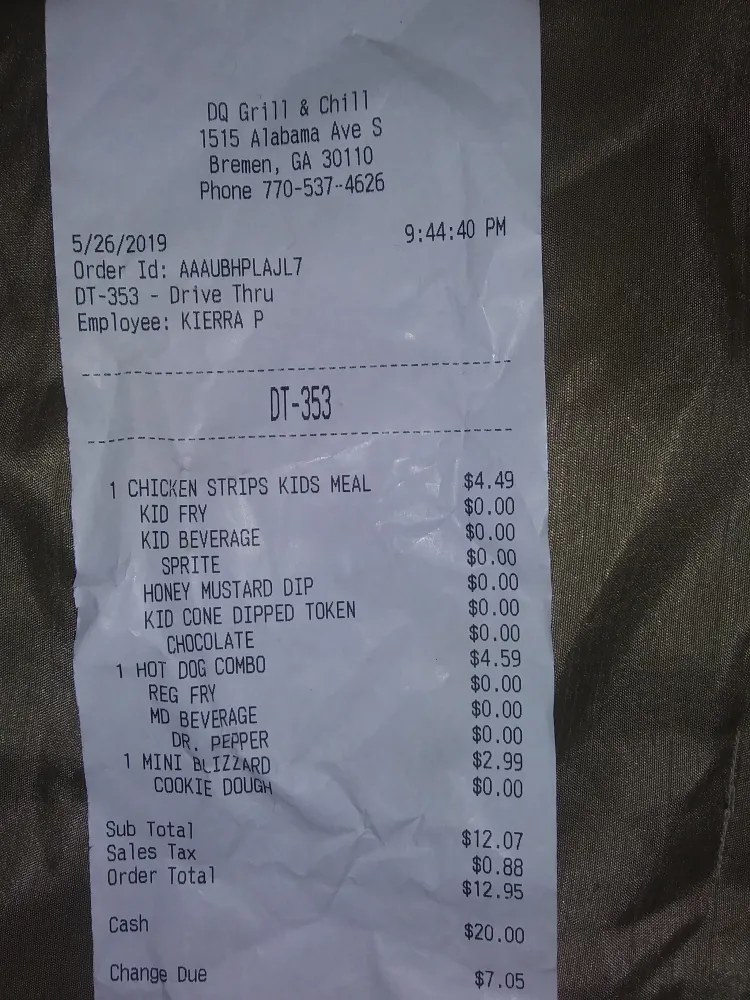 DQ Grill & Chill
1515 Alabama Ave S
Bremen, GA 30110
Phone 770-537-4626
5/26/2019 9:44:40 PM
Order Id: AAAUBHPLAJL7
DT-353 - Drive Thru
Employee: KIERRA P
DT-353
1 CHICKEN STRIPS KIDS MEAL $4.49
KID FRY $0.00
KID BEVERAGE $0.00
SPRITE $0.00
HONEY MUSTARD DIP $0.00
KID CONE DIPPED TOKEN $0.00
CHOCOLATE $0.00
1 HOT DOG COMBO $4.59
REG FRY $0.00
MD BEVERAGE $0.00
DR. PEPPER $0.00
1 MINI BLIZZARD $2.99
COOKIE DOUGH $0.00
Sub Total $12.07
Sales Tax $0.88
Order Total $12.95
Cash $20.00
Change Due $7.05